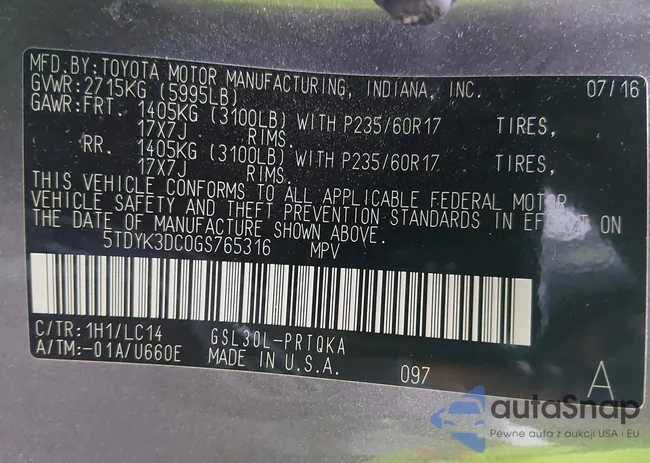 MFD.BY:TOYOTA MOTOR MANUFACTURING, INDIANA, INC. 07/16
GVWR:2715KG (5995LB)
GAWR:FRT. 1405KG (3100LB) WITH P235/60R17 TIRES,
17X7J RIMS.
RR. 1405KG (3100LB) WITH P235/60R17 TIRES,
17X7J RIMS.
THIS VEHICLE CONFORMS TO ALL APPLICABLE FEDERAL MOTOR
VEHICLE SAFETY AND THEFT PREVENTION STANDARDS IN EFFECT ON
THE DATE OF MANUFACTURE SHOWN ABOVE.
5TDYK3DC0GS765316 MPV
C/TR:1H1/LC14 GSL30L-PRTQKA
A/TM:-01A/U660E MADE IN U.S.A. 097 A
autaSnap
Pewne auta z aukcji USA i EU